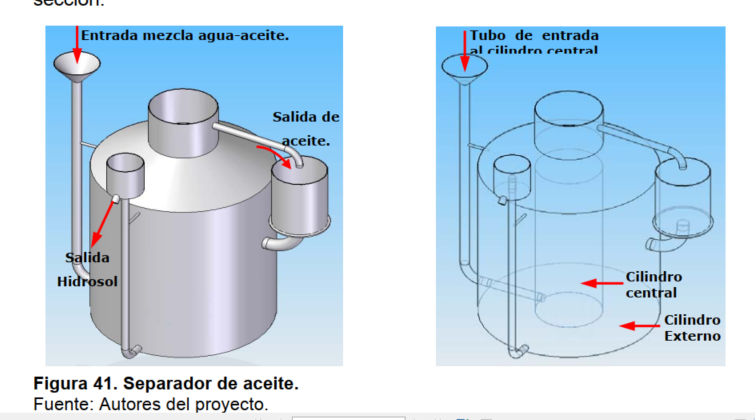 sección.
Entrada mezcla agua-aceite.
Salida de
aceite.
Salida
Hidrosol
Tubo de entrada
al cilindro central
Cilindro
central
Cilindro
Externo
Figura 41. Separador de aceite.
Fuente: Autores del proyecto.